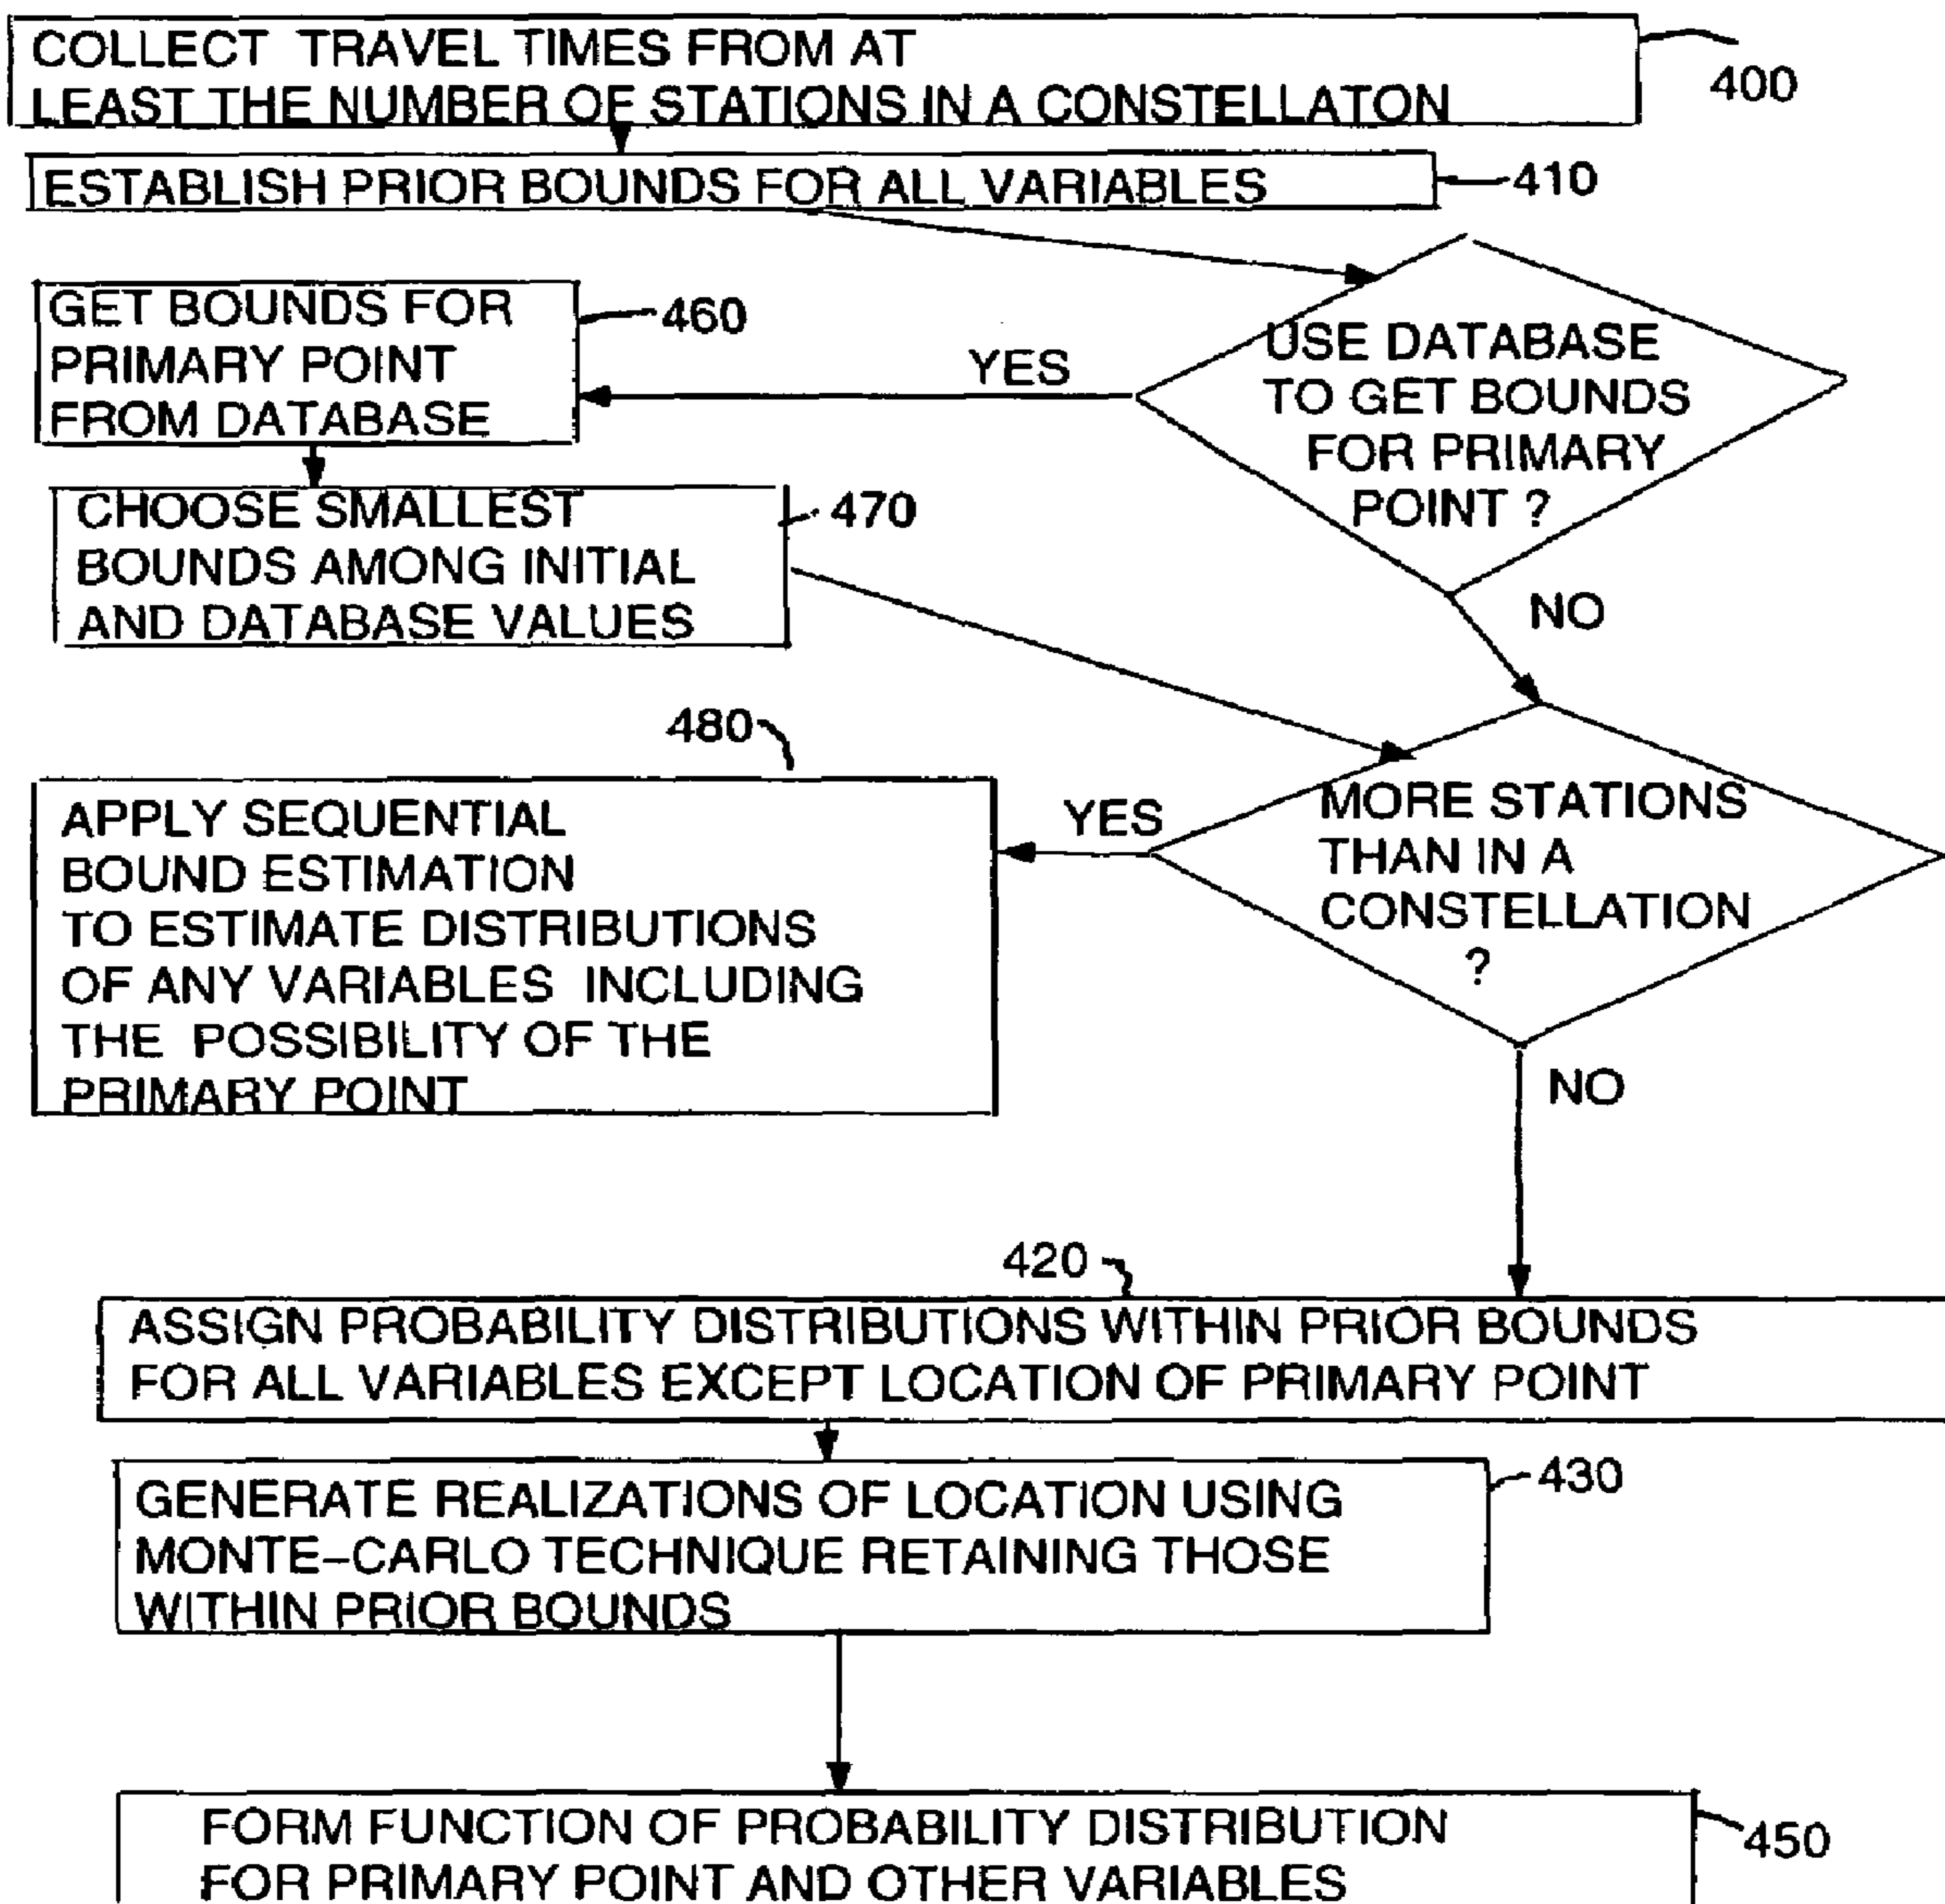 COLLECT TRAVEL TIMES FROM AT
LEAST THE NUMBER OF STATIONS IN A CONSTELLATON
400
ESTABLISH PRIOR BOUNDS FOR ALL VARIABLES
410
GET BOUNDS FOR
PRIMARY POINT
FROM DATABASE
460
YES
USE DATABASE
TO GET BOUNDS
FOR PRIMARY
POINT ?
CHOOSE SMALLEST
BOUNDS AMONG INITIAL
AND DATABASE VALUES
470
NO
480
APPLY SEQUENTIAL
BOUND ESTIMATION
TO ESTIMATE DISTRIBUTIONS
OF ANY VARIABLES INCLUDING
THE POSSIBILITY OF THE
PRIMARY POINT
YES
MORE STATIONS
THAN IN A
CONSTELLATION
?
NO
420
ASSIGN PROBABILITY DISTRIBUTIONS WITHIN PRIOR BOUNDS
FOR ALL VARIABLES EXCEPT LOCATION OF PRIMARY POINT
GENERATE REALIZATIONS OF LOCATION USING
MONTE-CARLO TECHNIQUE RETAINING THOSE
WITHIN PRIOR BOUNDS
430
FORM FUNCTION OF PROBABILITY DISTRIBUTION
FOR PRIMARY POINT AND OTHER VARIABLES
450